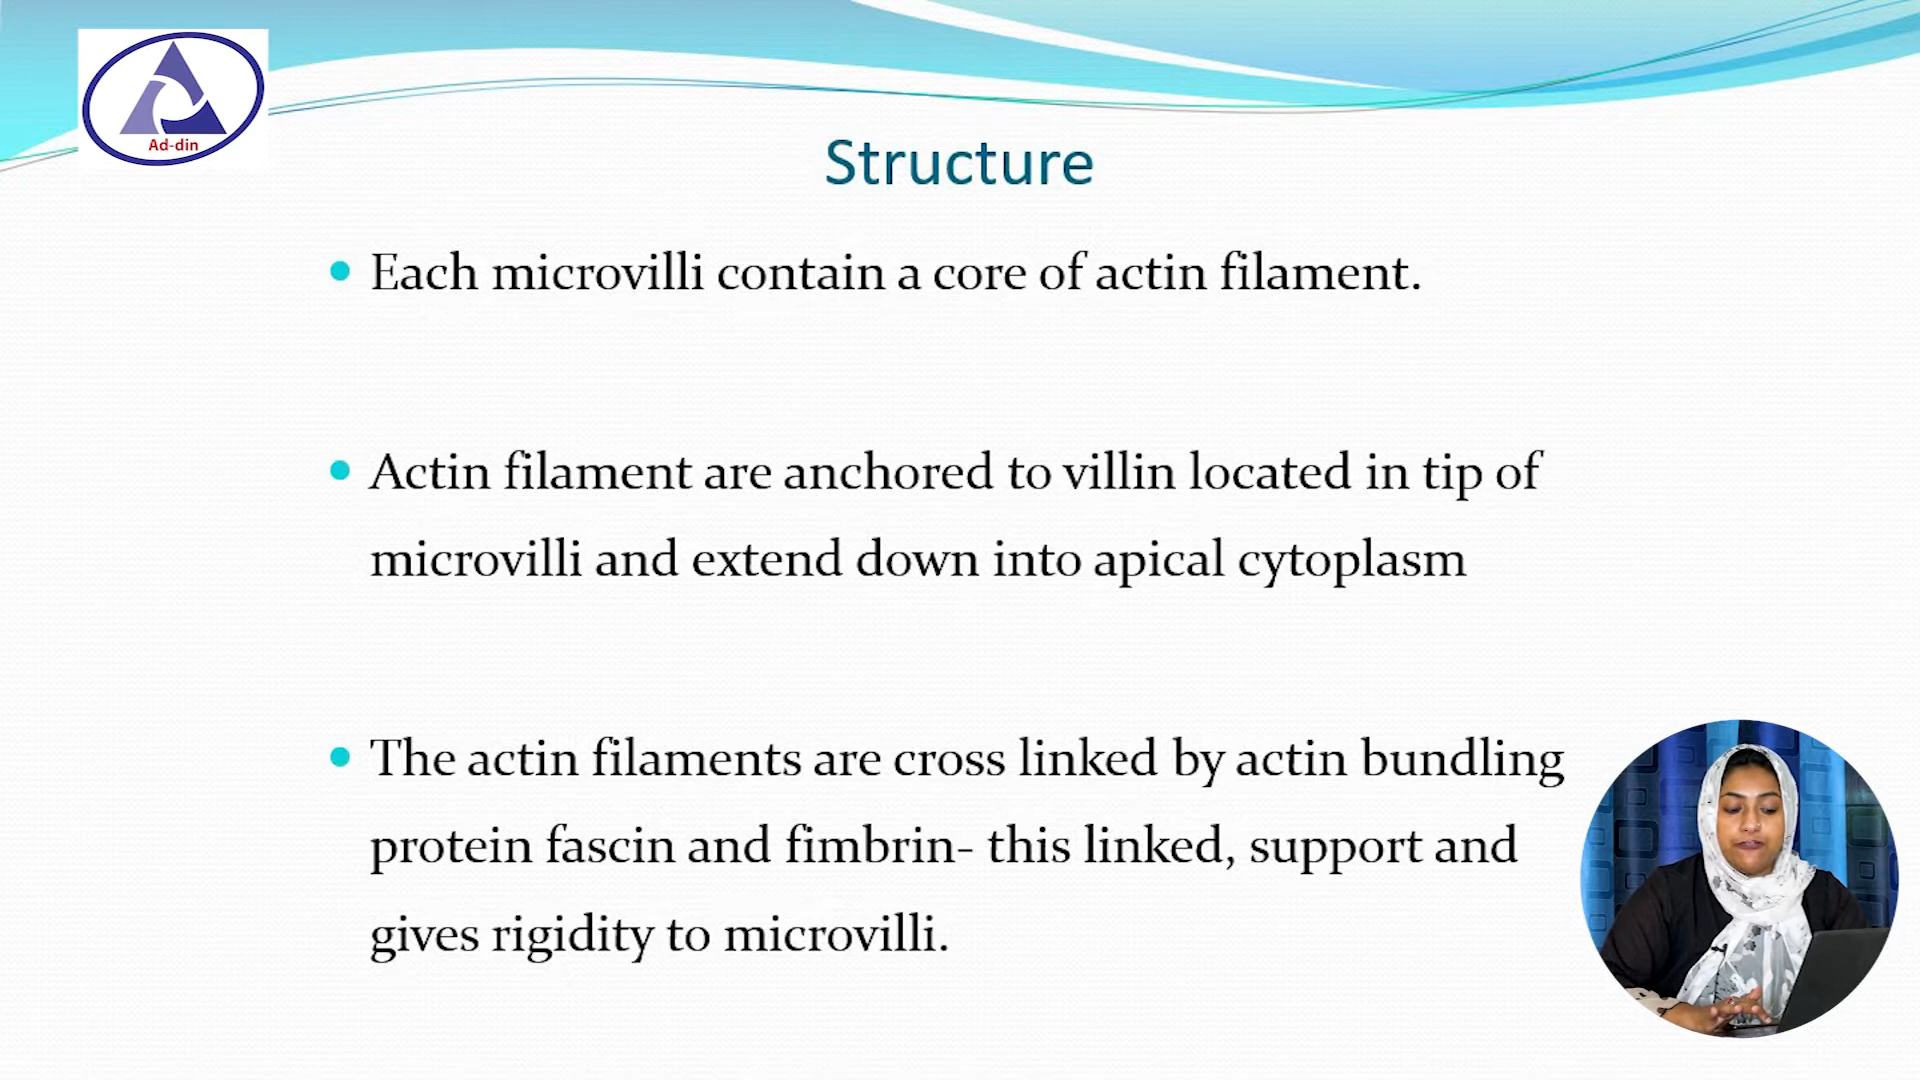 Ad-din
Structure
Each microvilli contain a core of actin filament.
Actin filament are anchored to villin located in tip of
microvilli and extend down into apical cytoplasm
The actin filaments are cross linked by actin bundling
protein fascin and fimbrin- this linked, support and
gives rigidity to microvilli.